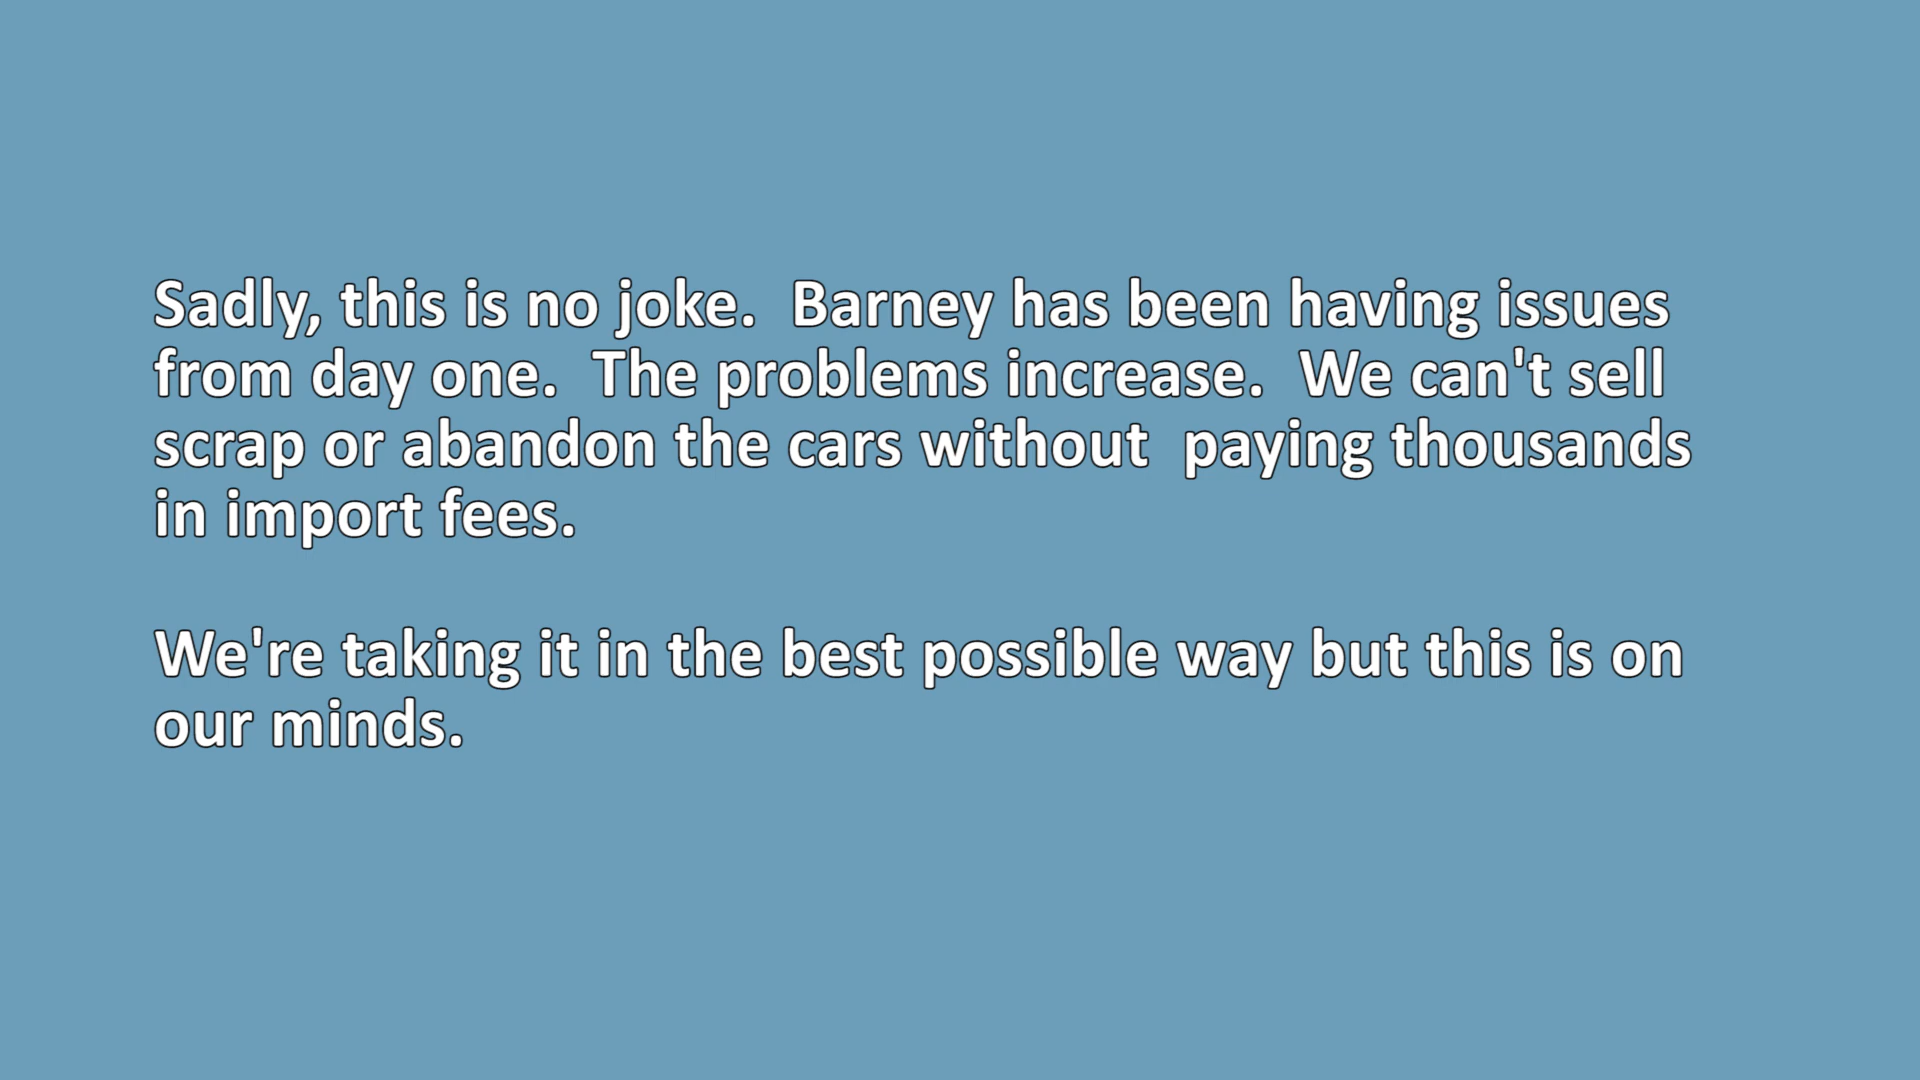 Sadly, this is no joke.  Barney has been having issues
from day one.  The problems increase.  We can't sell
scrap or abandon the cars without  paying thousands
in import fees.

We're taking it in the best possible way but this is on
our minds.